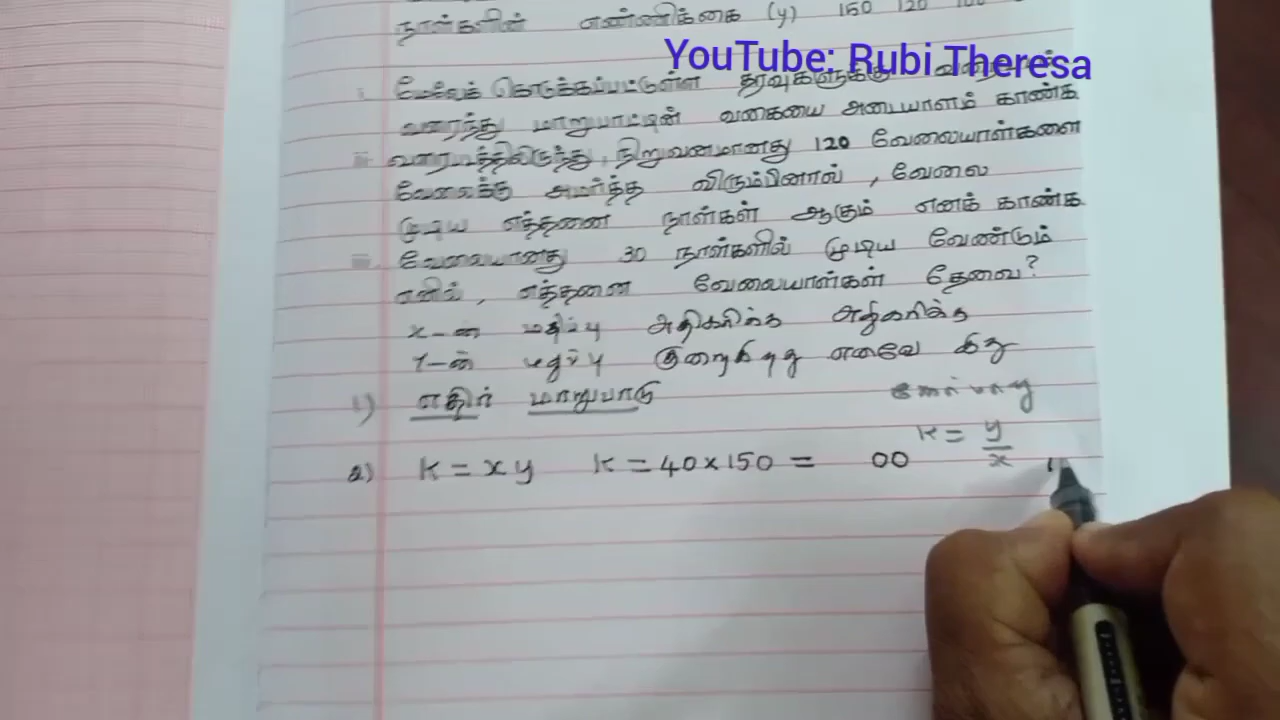 நாள்களின் எண்ணிக்கை (y) 150 120 100
YouTube: Rubi Theresa
i. மேலே கொடுக்கப்பட்டுள்ள தரவுகளுக்கு
வரைந்து மாறுபாட்டின் வகையை அடையாளம் காண்க
வரைபடத்திலிருந்து, நிறுவனமானது 120 வேலையாள்களை
வேலைக்கு அமர்த்த விரும்பினால், வேலை
முடிய எத்தனை நாள்கள் ஆகும் எனக் காண்க
வேலையானது 30 நாள்களில் முடிய வேண்டும்
எனில், எத்தனை வேலையாள்கள் தேவை?
x-ன் மதிப்பு அதிகரிக்க அதிகரிக்க
Y-ன் மதிப்பு குறைகிறது எனவே இது
1) எதிர் மாறுபாடு
K = y/x
2) K = xy K = 40×150 = 00